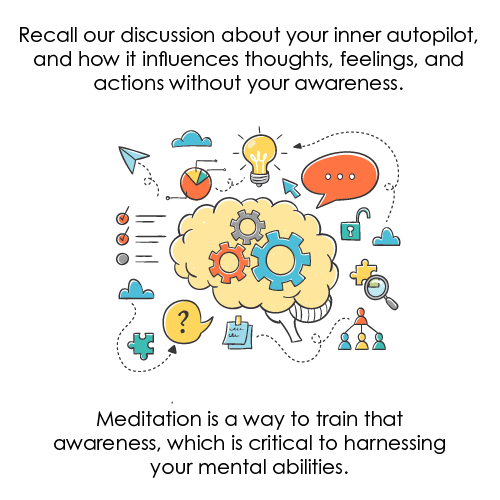 Recall our discussion about your inner autopilot,
and how it influences thoughts, feelings, and
actions without your awareness.
?
Meditation is a way to train that
awareness, which is critical to harnessing
your mental abilities.